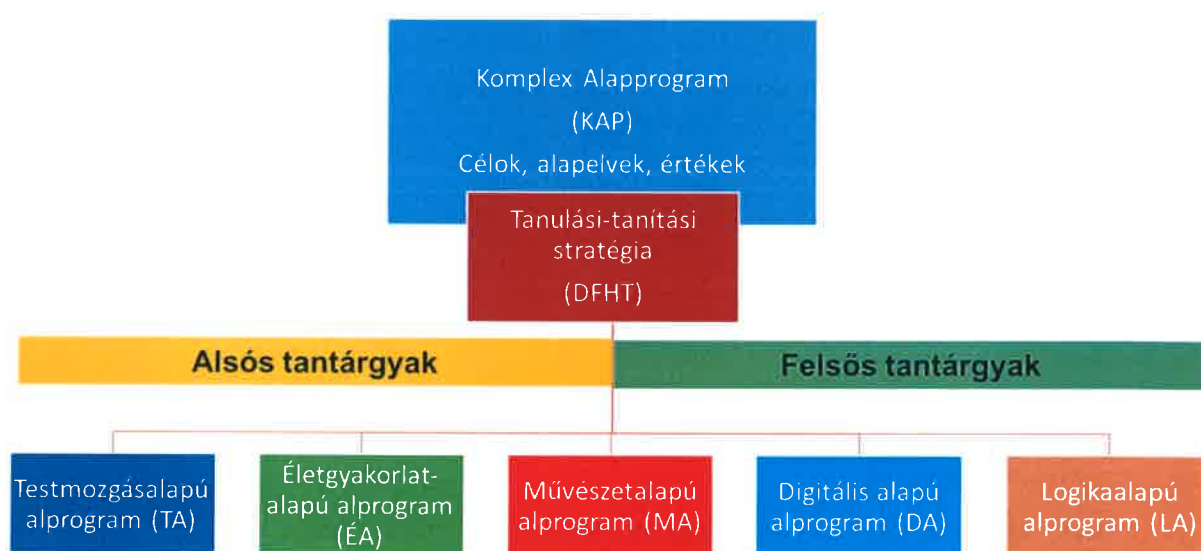 Komplex Alapprogram
(KAP)
Célok, alapelvek, értékek
Tanulási-tanítási
stratégia
(DFHT)
Alsós tantárgyak
Felsős tantárgyak
Testmozgásalapú
alprogram (TA)
Életgyakorlat-
alapú alprogram
(ÉA)
Művészetalapú
alprogram (MA)
Digitális alapú
alprogram (DA)
Logikaalapú
alprogram (LA)